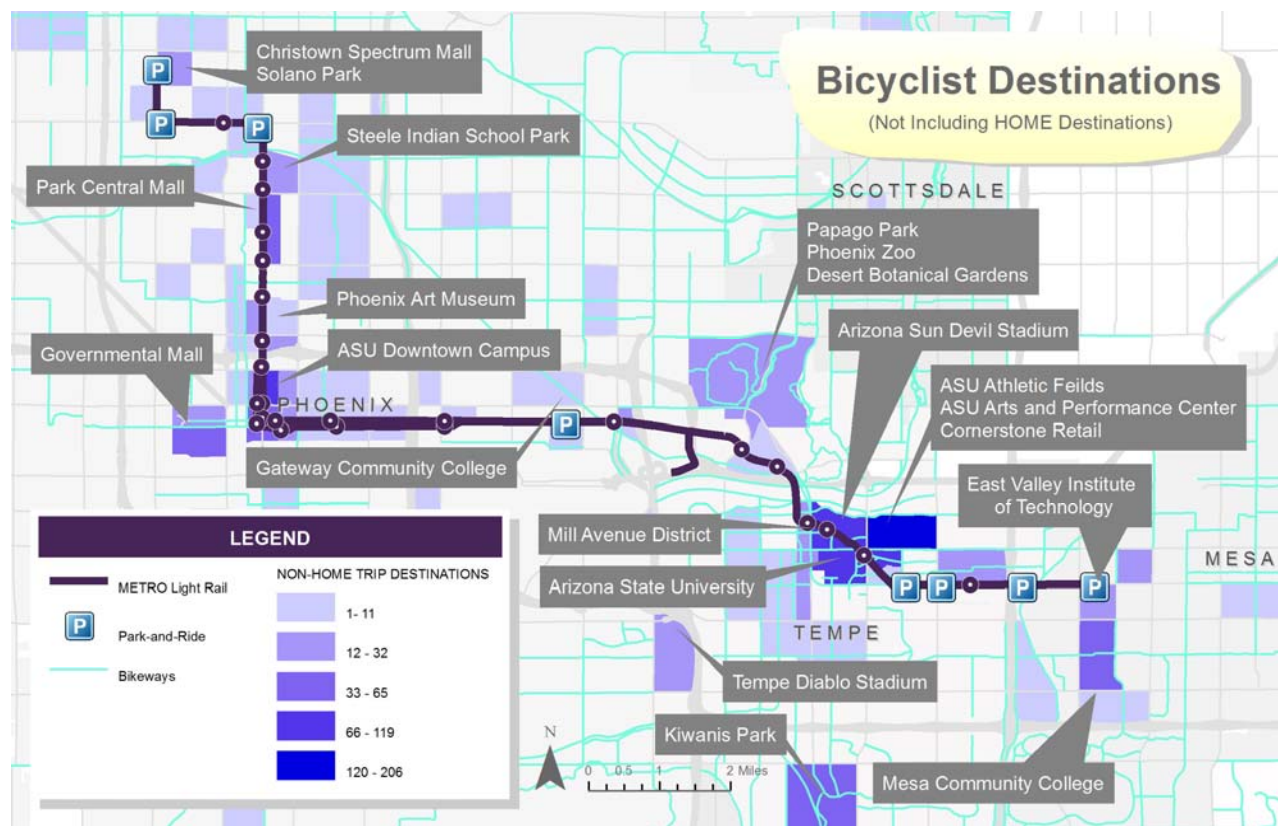 Bicyclist Destinations
(Not Including HOME Destinations)
Christown Spectrum Mall
Solano Park
Steele Indian School Park
Park Central Mall
SCOTTSDALE
Papago Park
Phoenix Zoo
Desert Botanical Gardens
Phoenix Art Museum
Arizona Sun Devil Stadium
Governmental Mall
ASU Downtown Campus
ASU Athletic Feilds
ASU Arts and Performance Center
Cornerstone Retail
PHOENIX
Gateway Community College
East Valley Institute
of Technology
Mill Avenue District
MESA
Arizona State University
TEMPE
Tempe Diablo Stadium
Kiwanis Park
Mesa Community College
LEGEND
METRO Light Rail
Park-and-Ride
Bikeways
NON-HOME TRIP DESTINATIONS
1- 11
12 - 32
33 - 65
66 - 119
120 - 206
N
0 0.5 1 2 Miles
P
P
P
P
P
P
P
P
P